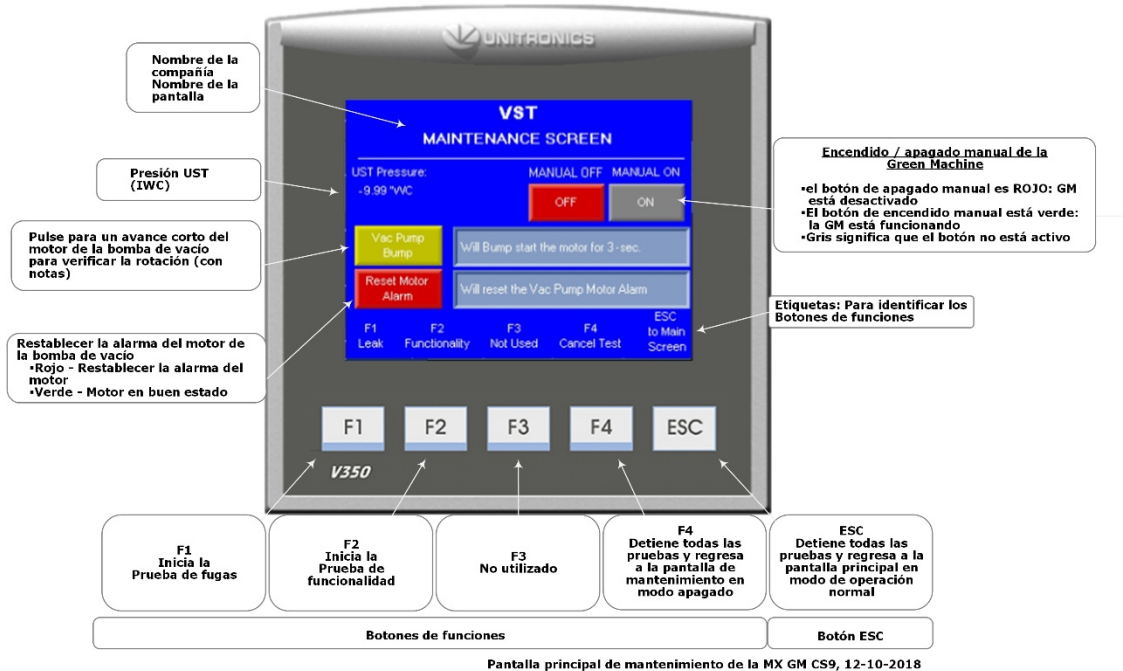 UNITRONICS
Nombre de la
compañía
Nombre de la
pantalla
VST
MAINTENANCE SCREEN
Presión UST
(IWC)
UST Pressure:
-9.99 "WC
MANUAL OFF
MANUAL ON
OFF
ON
Encendido / apagado manual de la
Green Machine
•el botón de apagado manual es ROJO: GM
está desactivado
•El botón de encendido manual está verde:
la GM está funcionando
•Gris significa que el botón no está activo
Pulse para un avance corto del
motor de la bomba de vacío
para verificar la rotación (con
notas)
Vac Pump
Bump
Will Bump start the motor for 3-sec.
Reset Motor
Alarm
Will reset the Vac Pump Motor Alarm
Etiquetas: Para identificar los
Botones de funciones
Restablecer la alarma del motor de
la bomba de vacío
•Rojo - Restablecer la alarma del
motor
•Verde - Motor en buen estado
F1
Leak
F2
Functionality
F3
Not Used
F4
Cancel Test
ESC
to Main
Screen
F1
F2
F3
F4
ESC
V350
F1
Inicia la
Prueba de fugas
F2
Inicia la
Prueba de
funcionalidad
F3
No utilizado
F4
Detiene todas las
pruebas y regresa
a la pantalla de
mantenimiento en
modo apagado
ESC
Detiene todas las
pruebas y regresa a la
pantalla principal en
modo de operación
normal
Botones de funciones
Botón ESC
Pantalla principal de mantenimiento de la MX GM CS9, 12-10-2018